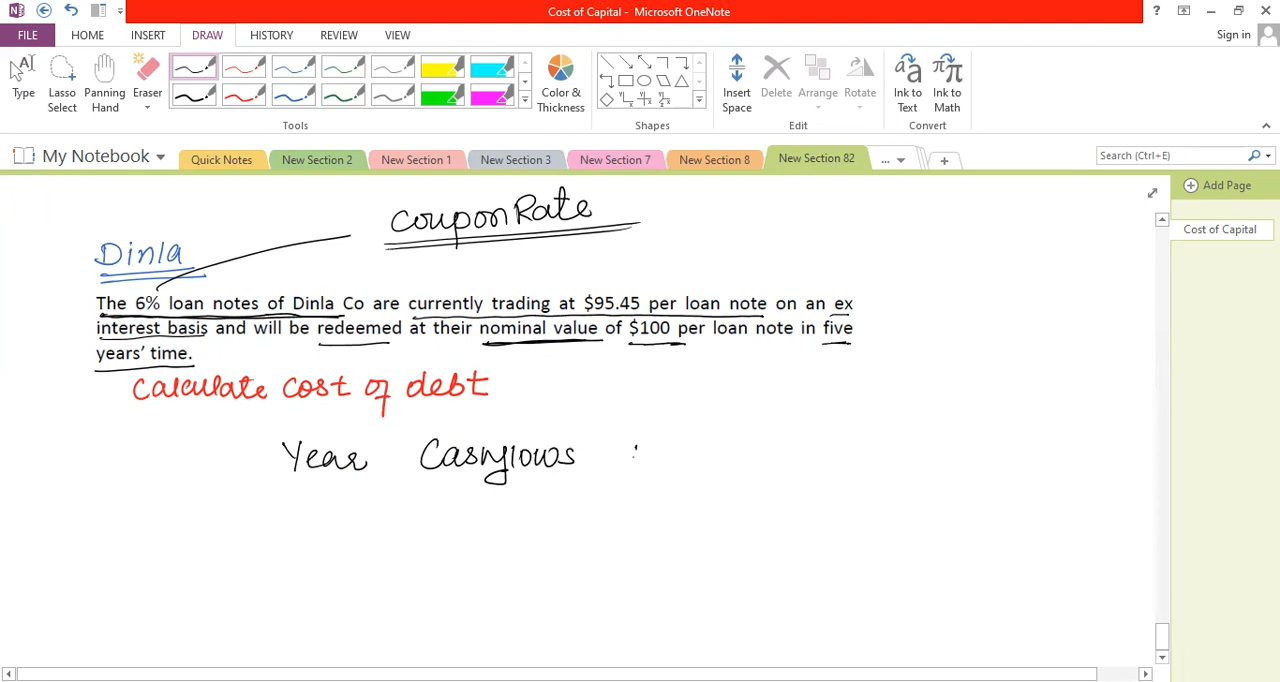 Cost of Capital - Microsoft OneNote
?
FILE HOME INSERT DRAW HISTORY REVIEW VIEW
Sign in
Type
Lasso Select
Panning Hand
Eraser
Color & Thickness
Insert Space
Delete
Arrange
Rotate
Ink to Text
Ink to Math
Tools
Shapes
Edit
Convert
My Notebook
Quick Notes
New Section 2
New Section 1
New Section 3
New Section 7
New Section 8
New Section 82
...
Search (Ctrl+E)
Add Page
Cost of Capital
Coupon Rate
Dinla
The 6% loan notes of Dinla Co are currently trading at $95.45 per loan note on an ex
interest basis and will be redeemed at their nominal value of $100 per loan note in five
years' time.
Calculate cost of debt
Year Cashflows